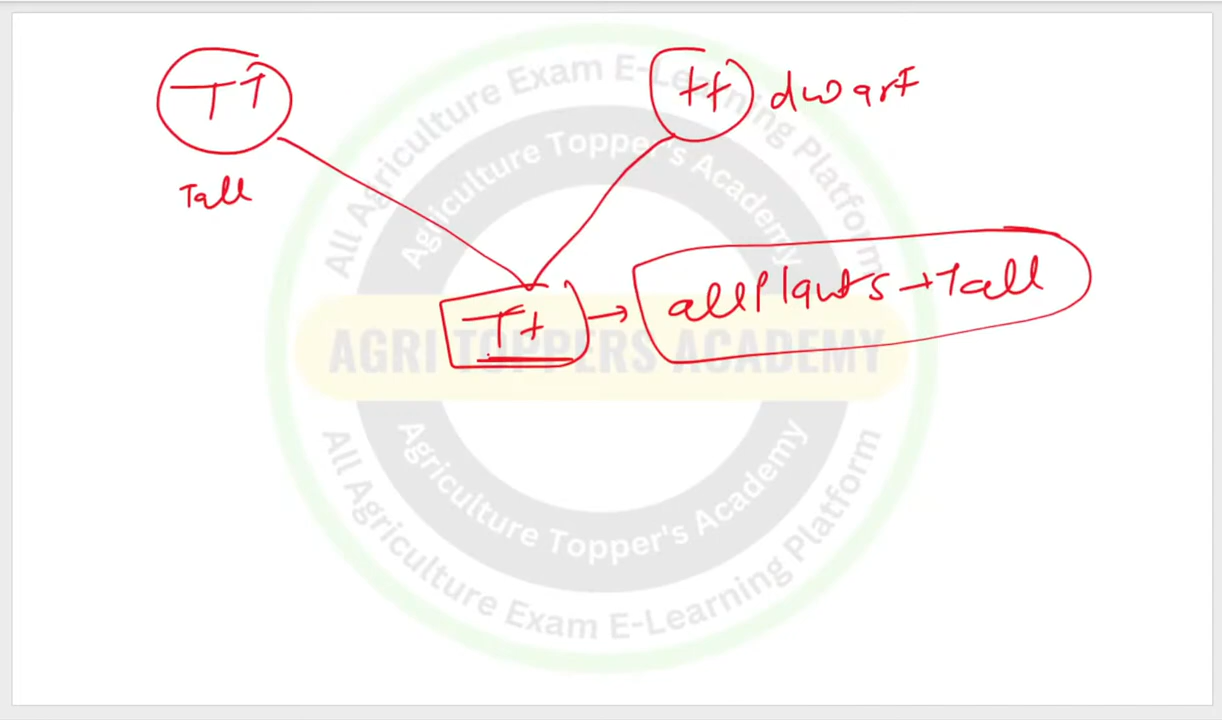 TT
tt dwarf
Tall
Tt → all Plants → Tall
All Agriculture Exam E-Learning Platform
Agriculture Topper's Academy
AGRI TOPPERS ACADEMY
Agriculture Topper's Academy
All Agriculture Exam E-Learning Platform